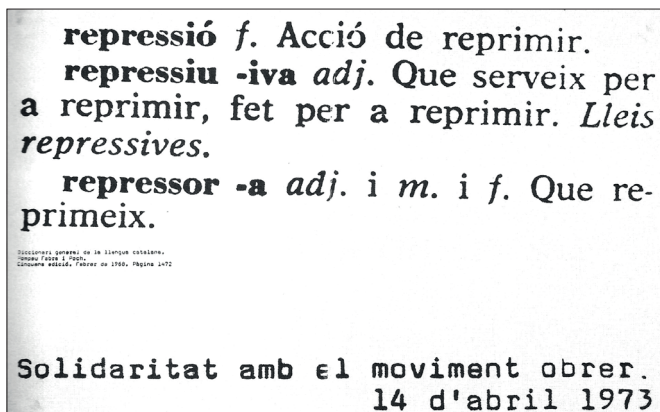 repressió f. Acció de reprimir.
repressiu -iva adj. Que serveix per
a reprimir, fet per a reprimir. Lleis
repressives.
repressor -a adj. i m. i f. Que re-
primeix.
Diccionari general de la llengua catalana.
Pompeu Fabra i Poch.
Cinquena edició. Febrer de 1968. Pàgina 1472
Solidaritat amb el moviment obrer.
14 d'abril 1973